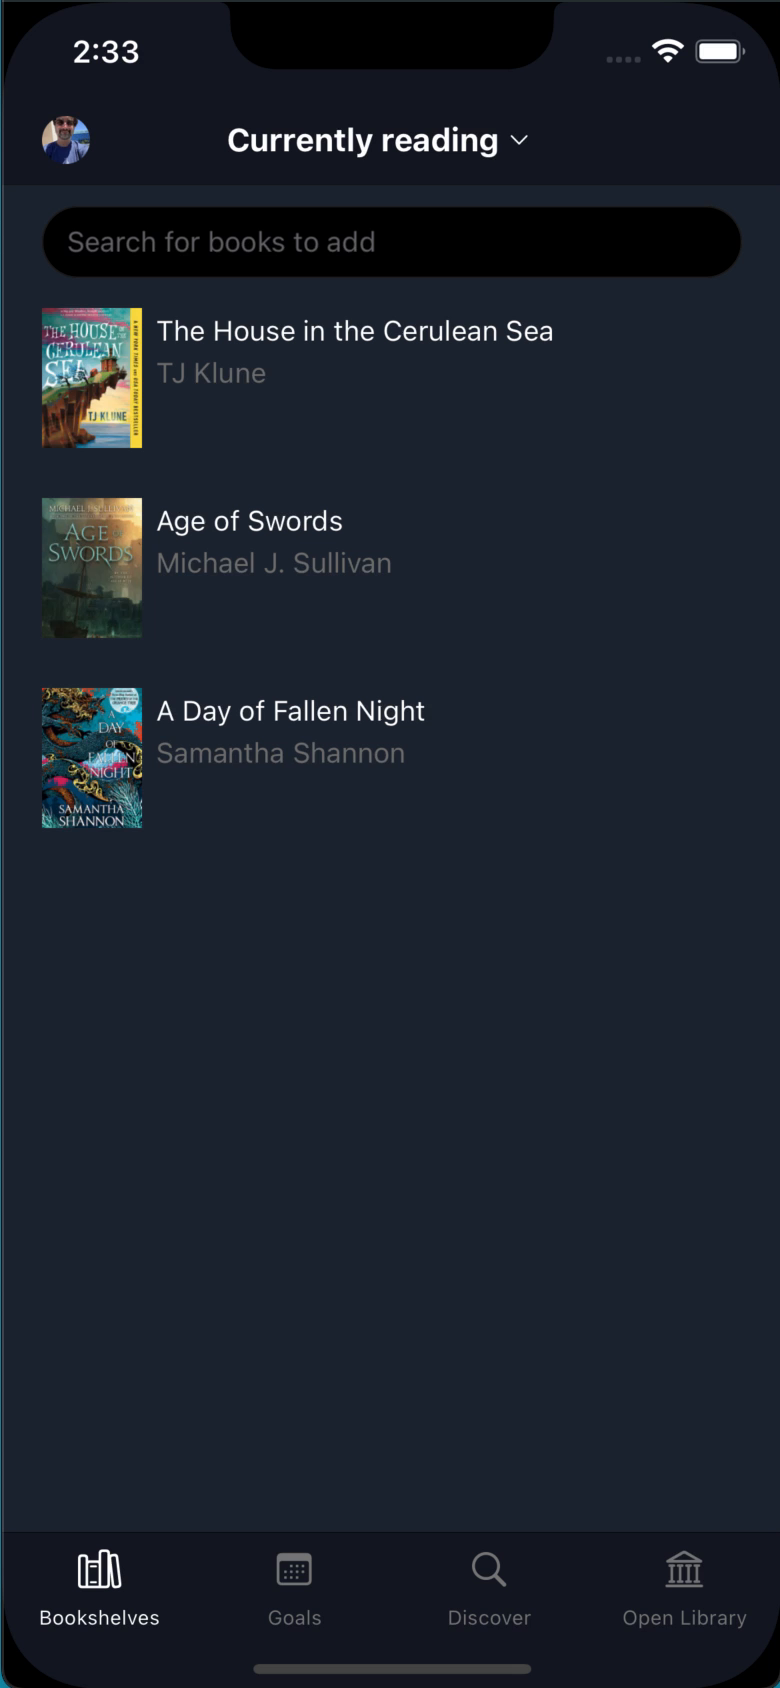 2:33
Currently reading
Search for books to add
THE HOUSE IN THE
CERULEAN
SEA
TJ KLUNE
The House in the Cerulean Sea
TJ Klune
MICHAEL J. SULLIVAN
AGE OF
SWORDS
Age of Swords
Michael J. Sullivan
A
DAY
OF
FALLEN
NIGHT
SAMANTHA
SHANNON
A Day of Fallen Night
Samantha Shannon
Bookshelves
Goals
Discover
Open Library